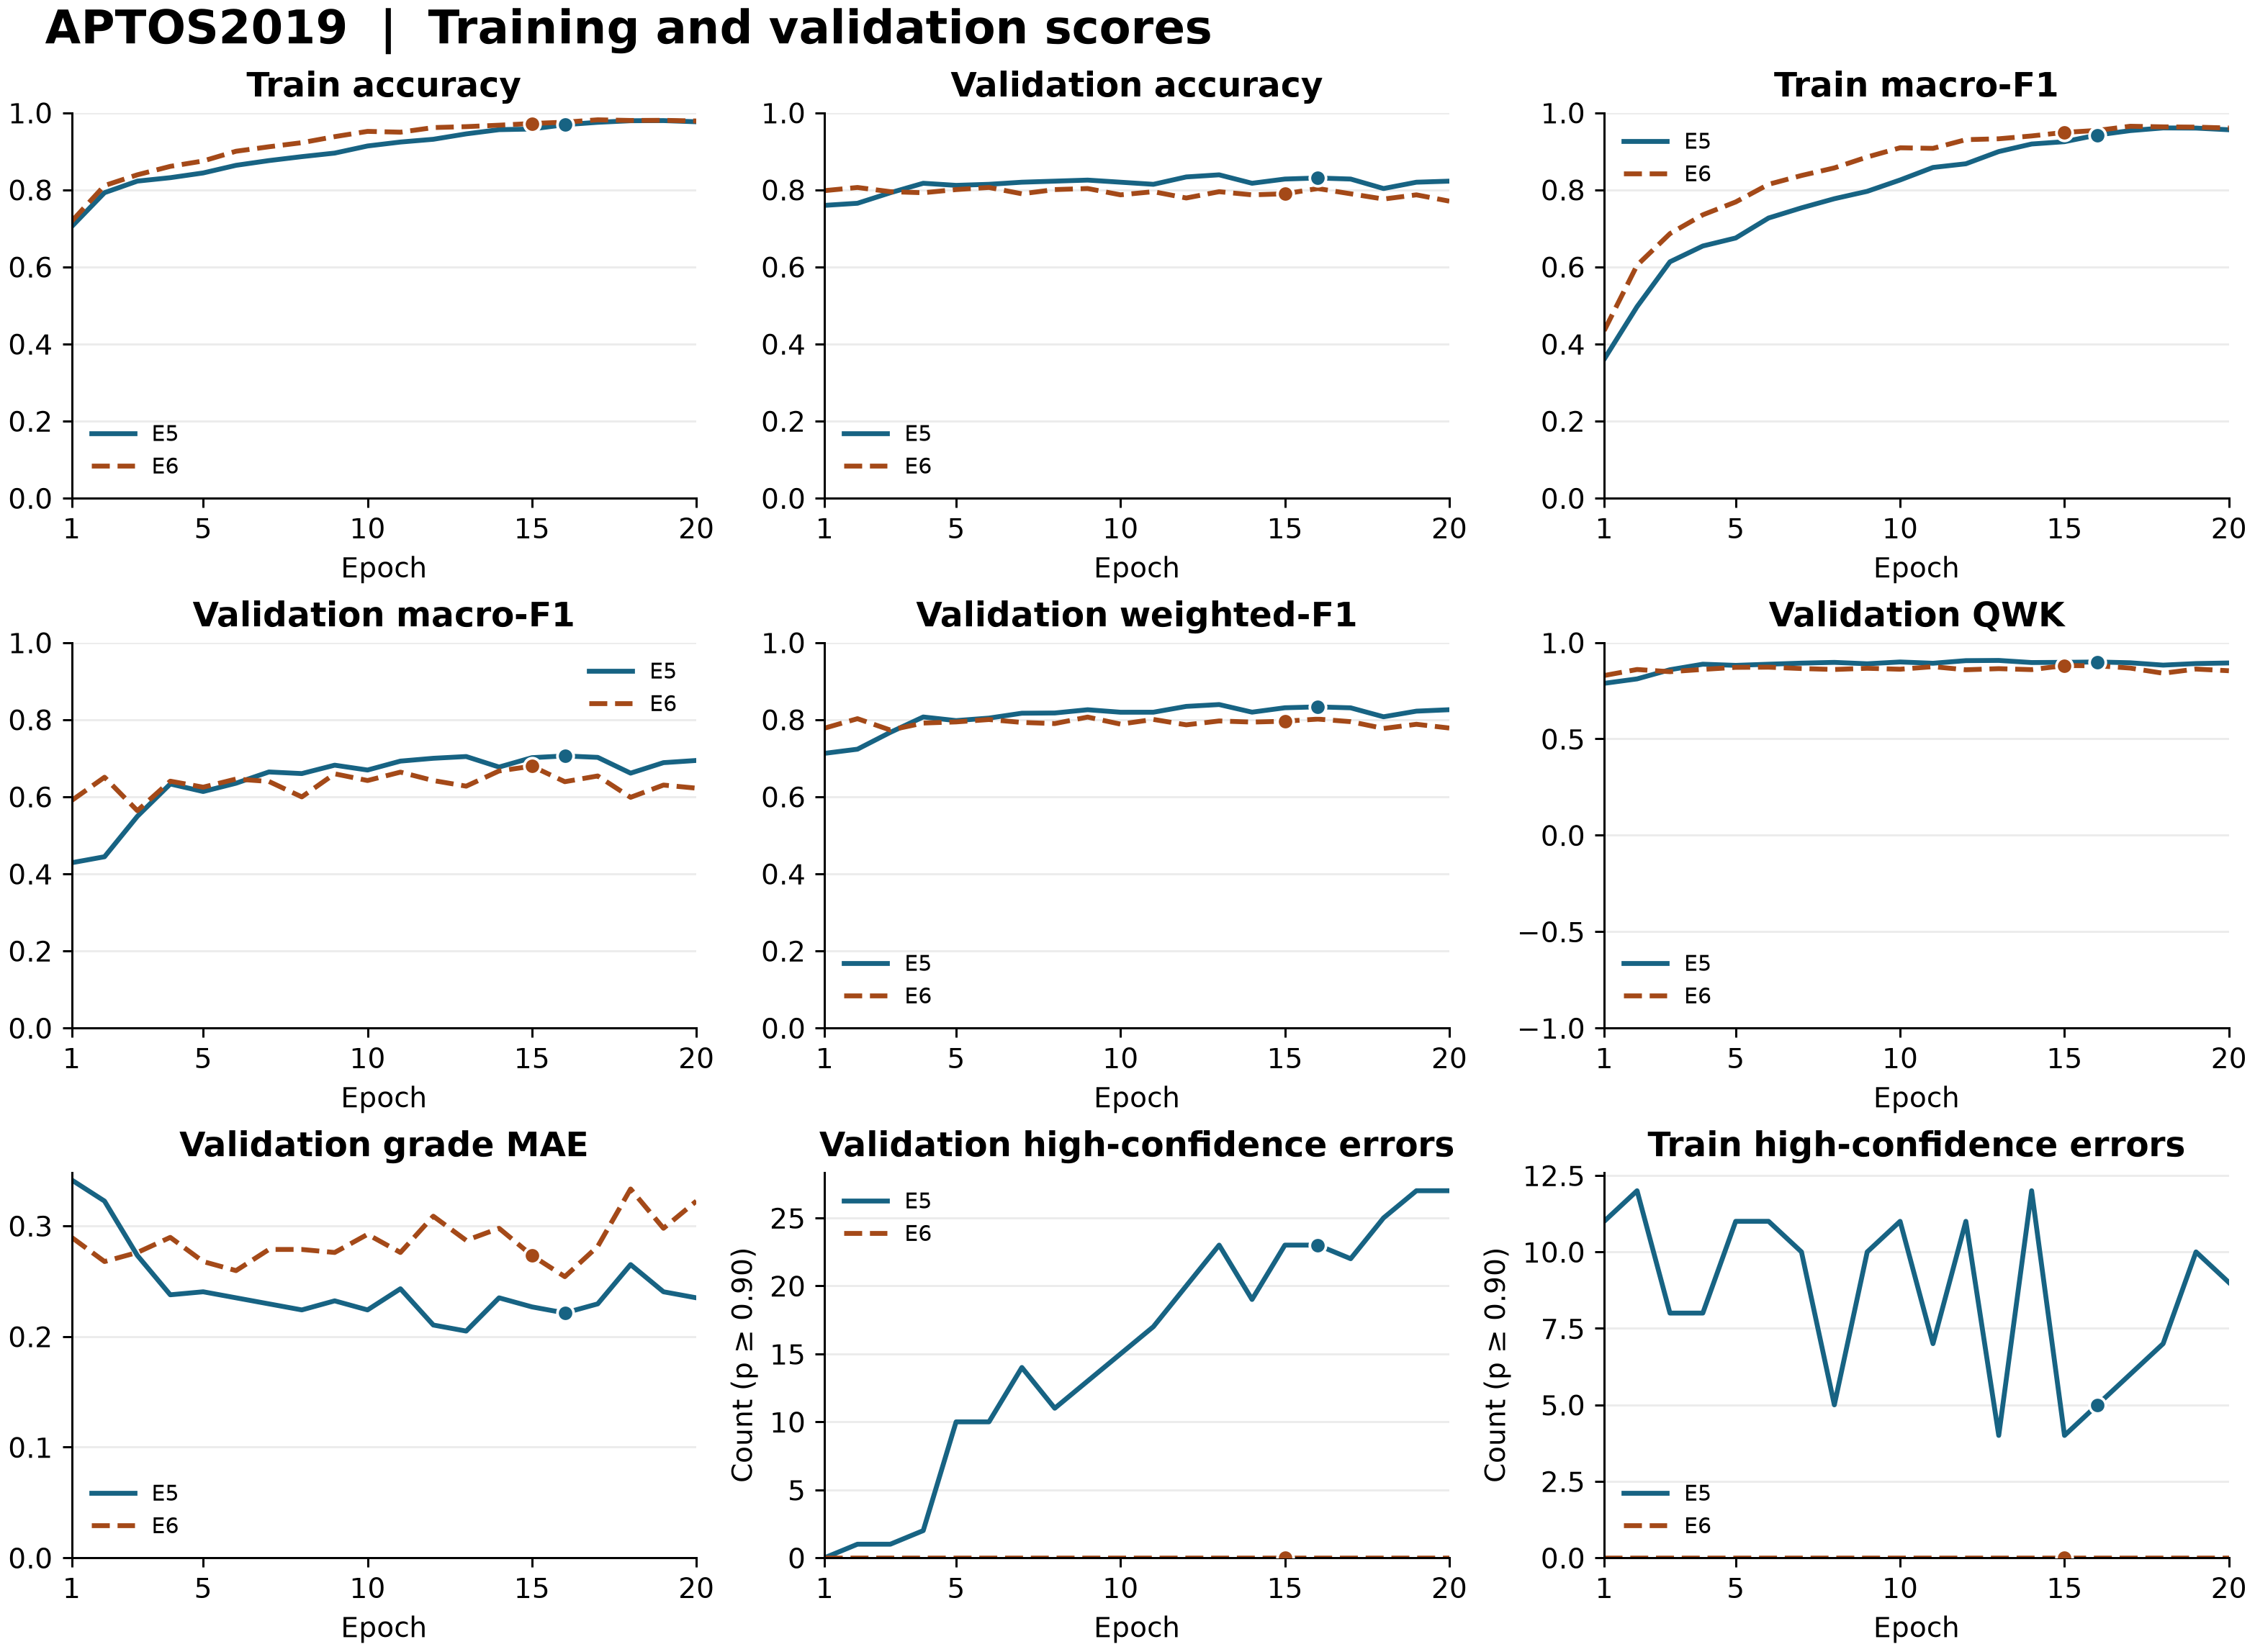 APTOS2019 | Training and validation scores
Train accuracy
1.0
0.8
0.6
0.4
0.2
0.0
E5
E6
1 5 10 15 20
Epoch
Validation accuracy
1.0
0.8
0.6
0.4
0.2
0.0
E5
E6
1 5 10 15 20
Epoch
Train macro-F1
1.0
0.8
0.6
0.4
0.2
0.0
E5
E6
1 5 10 15 20
Epoch
Validation macro-F1
1.0
0.8
0.6
0.4
0.2
0.0
E5
E6
1 5 10 15 20
Epoch
Validation weighted-F1
1.0
0.8
0.6
0.4
0.2
0.0
E5
E6
1 5 10 15 20
Epoch
Validation QWK
1.0
0.5
0.0
−0.5
−1.0
E5
E6
1 5 10 15 20
Epoch
Validation grade MAE
0.3
0.2
0.1
0.0
E5
E6
1 5 10 15 20
Epoch
Validation high-confidence errors
Count (p ≥ 0.90)
25
20
15
10
5
0
E5
E6
1 5 10 15 20
Epoch
Train high-confidence errors
Count (p ≥ 0.90)
12.5
10.0
7.5
5.0
2.5
0.0
E5
E6
1 5 10 15 20
Epoch